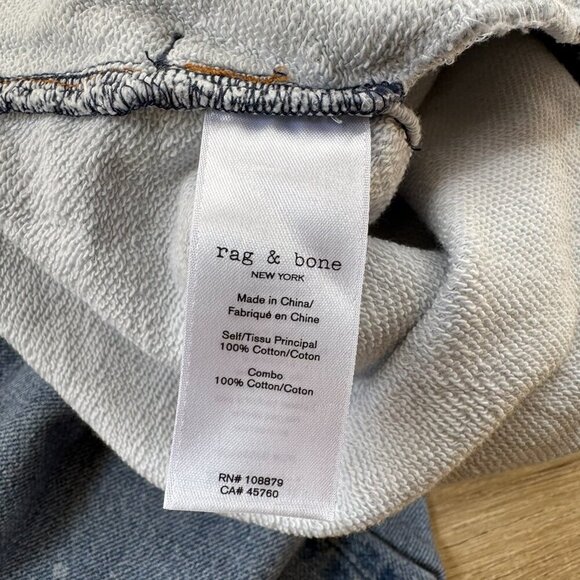 rag & bone
NEW YORK
Made in China/
Fabriqué en Chine
Self/Tissu Principal
100% Cotton/Coton
Combo
100% Cotton/Coton
RN# 108879
CA# 45760